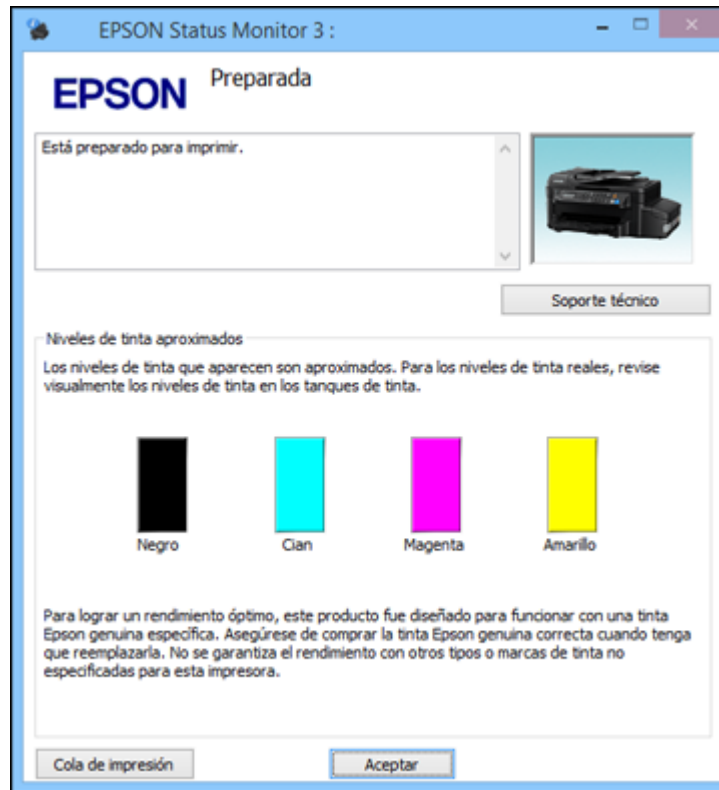 EPSON Status Monitor 3 :
EPSON
Preparada
Está preparado para imprimir.
Soporte técnico
Niveles de tinta aproximados
Los niveles de tinta que aparecen son aproximados. Para los niveles de tinta reales, revise
visualmente los niveles de tinta en los tanques de tinta.
Negro
Cian
Magenta
Amarillo
Para lograr un rendimiento óptimo, este producto fue diseñado para funcionar con una tinta
Epson genuina específica. Asegúrese de comprar la tinta Epson genuina correcta cuando tenga
que reemplazarla. No se garantiza el rendimiento con otros tipos o marcas de tinta no
especificadas para esta impresora.
Cola de impresión
Aceptar